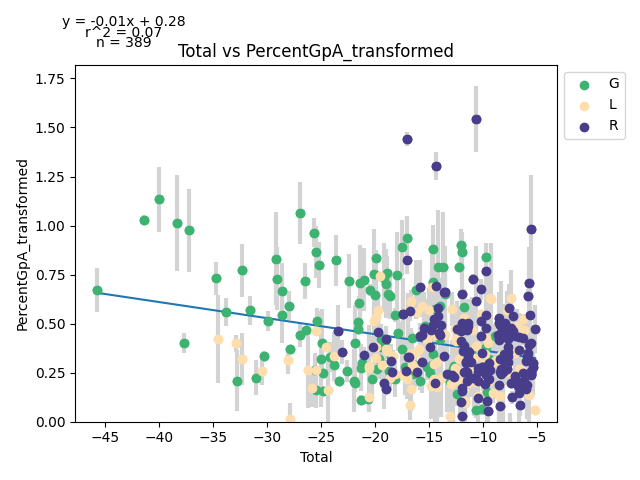 y = -0.01x + 0.28
r^2 = 0.07
n = 389
Total vs PercentGpA_transformed
G
L
R
PercentGpA_transformed
1.75
1.50
1.25
1.00
0.75
0.50
0.25
0.00
−45
−40
−35
−30
−25
−20
−15
−10
−5
Total